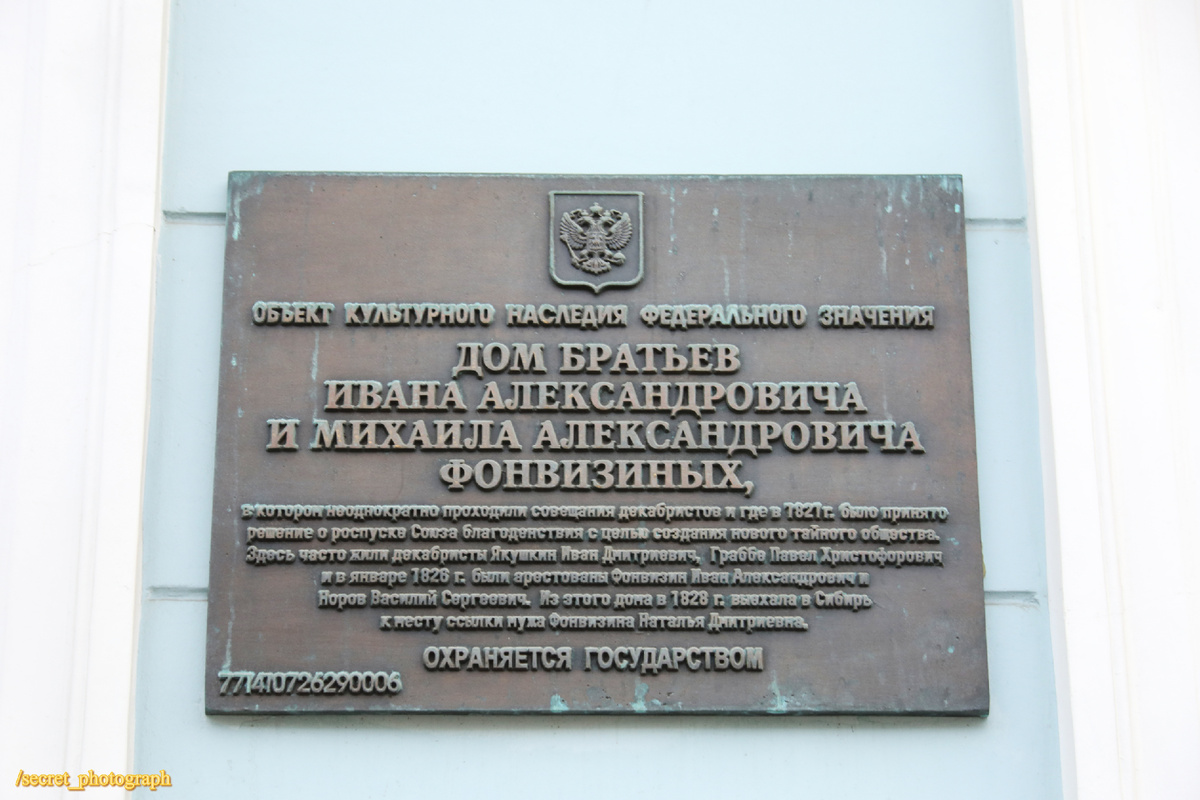 ОБЪЕКТ КУЛЬТУРНОГО НАСЛЕДИЯ ФЕДЕРАЛЬНОГО ЗНАЧЕНИЯ
ДОМ БРАТЬЕВ
ИВАНА АЛЕКСАНДРОВИЧА
И МИХАИЛА АЛЕКСАНДРОВИЧА
ФОНВИЗИНЫХ,
в котором неоднократно проходили совещания декабристов и где в 1821 г. было принято
решение о роспуске Союза благоденствия с целью создания нового тайного общества.
Здесь часто жили декабристы Якушкин Иван Дмитриевич, Граббе Павел Христофорович
и в январе 1826 г. были арестованы Фонвизин Иван Александрович и
Норов Василий Сергеевич. Из этого дома в 1828 г. выехала в Сибирь
к месту ссылки мужа Фонвизина Наталья Дмитриевна.
ОХРАНЯЕТСЯ ГОСУДАРСТВОМ
771410726290006
/secret_photograph